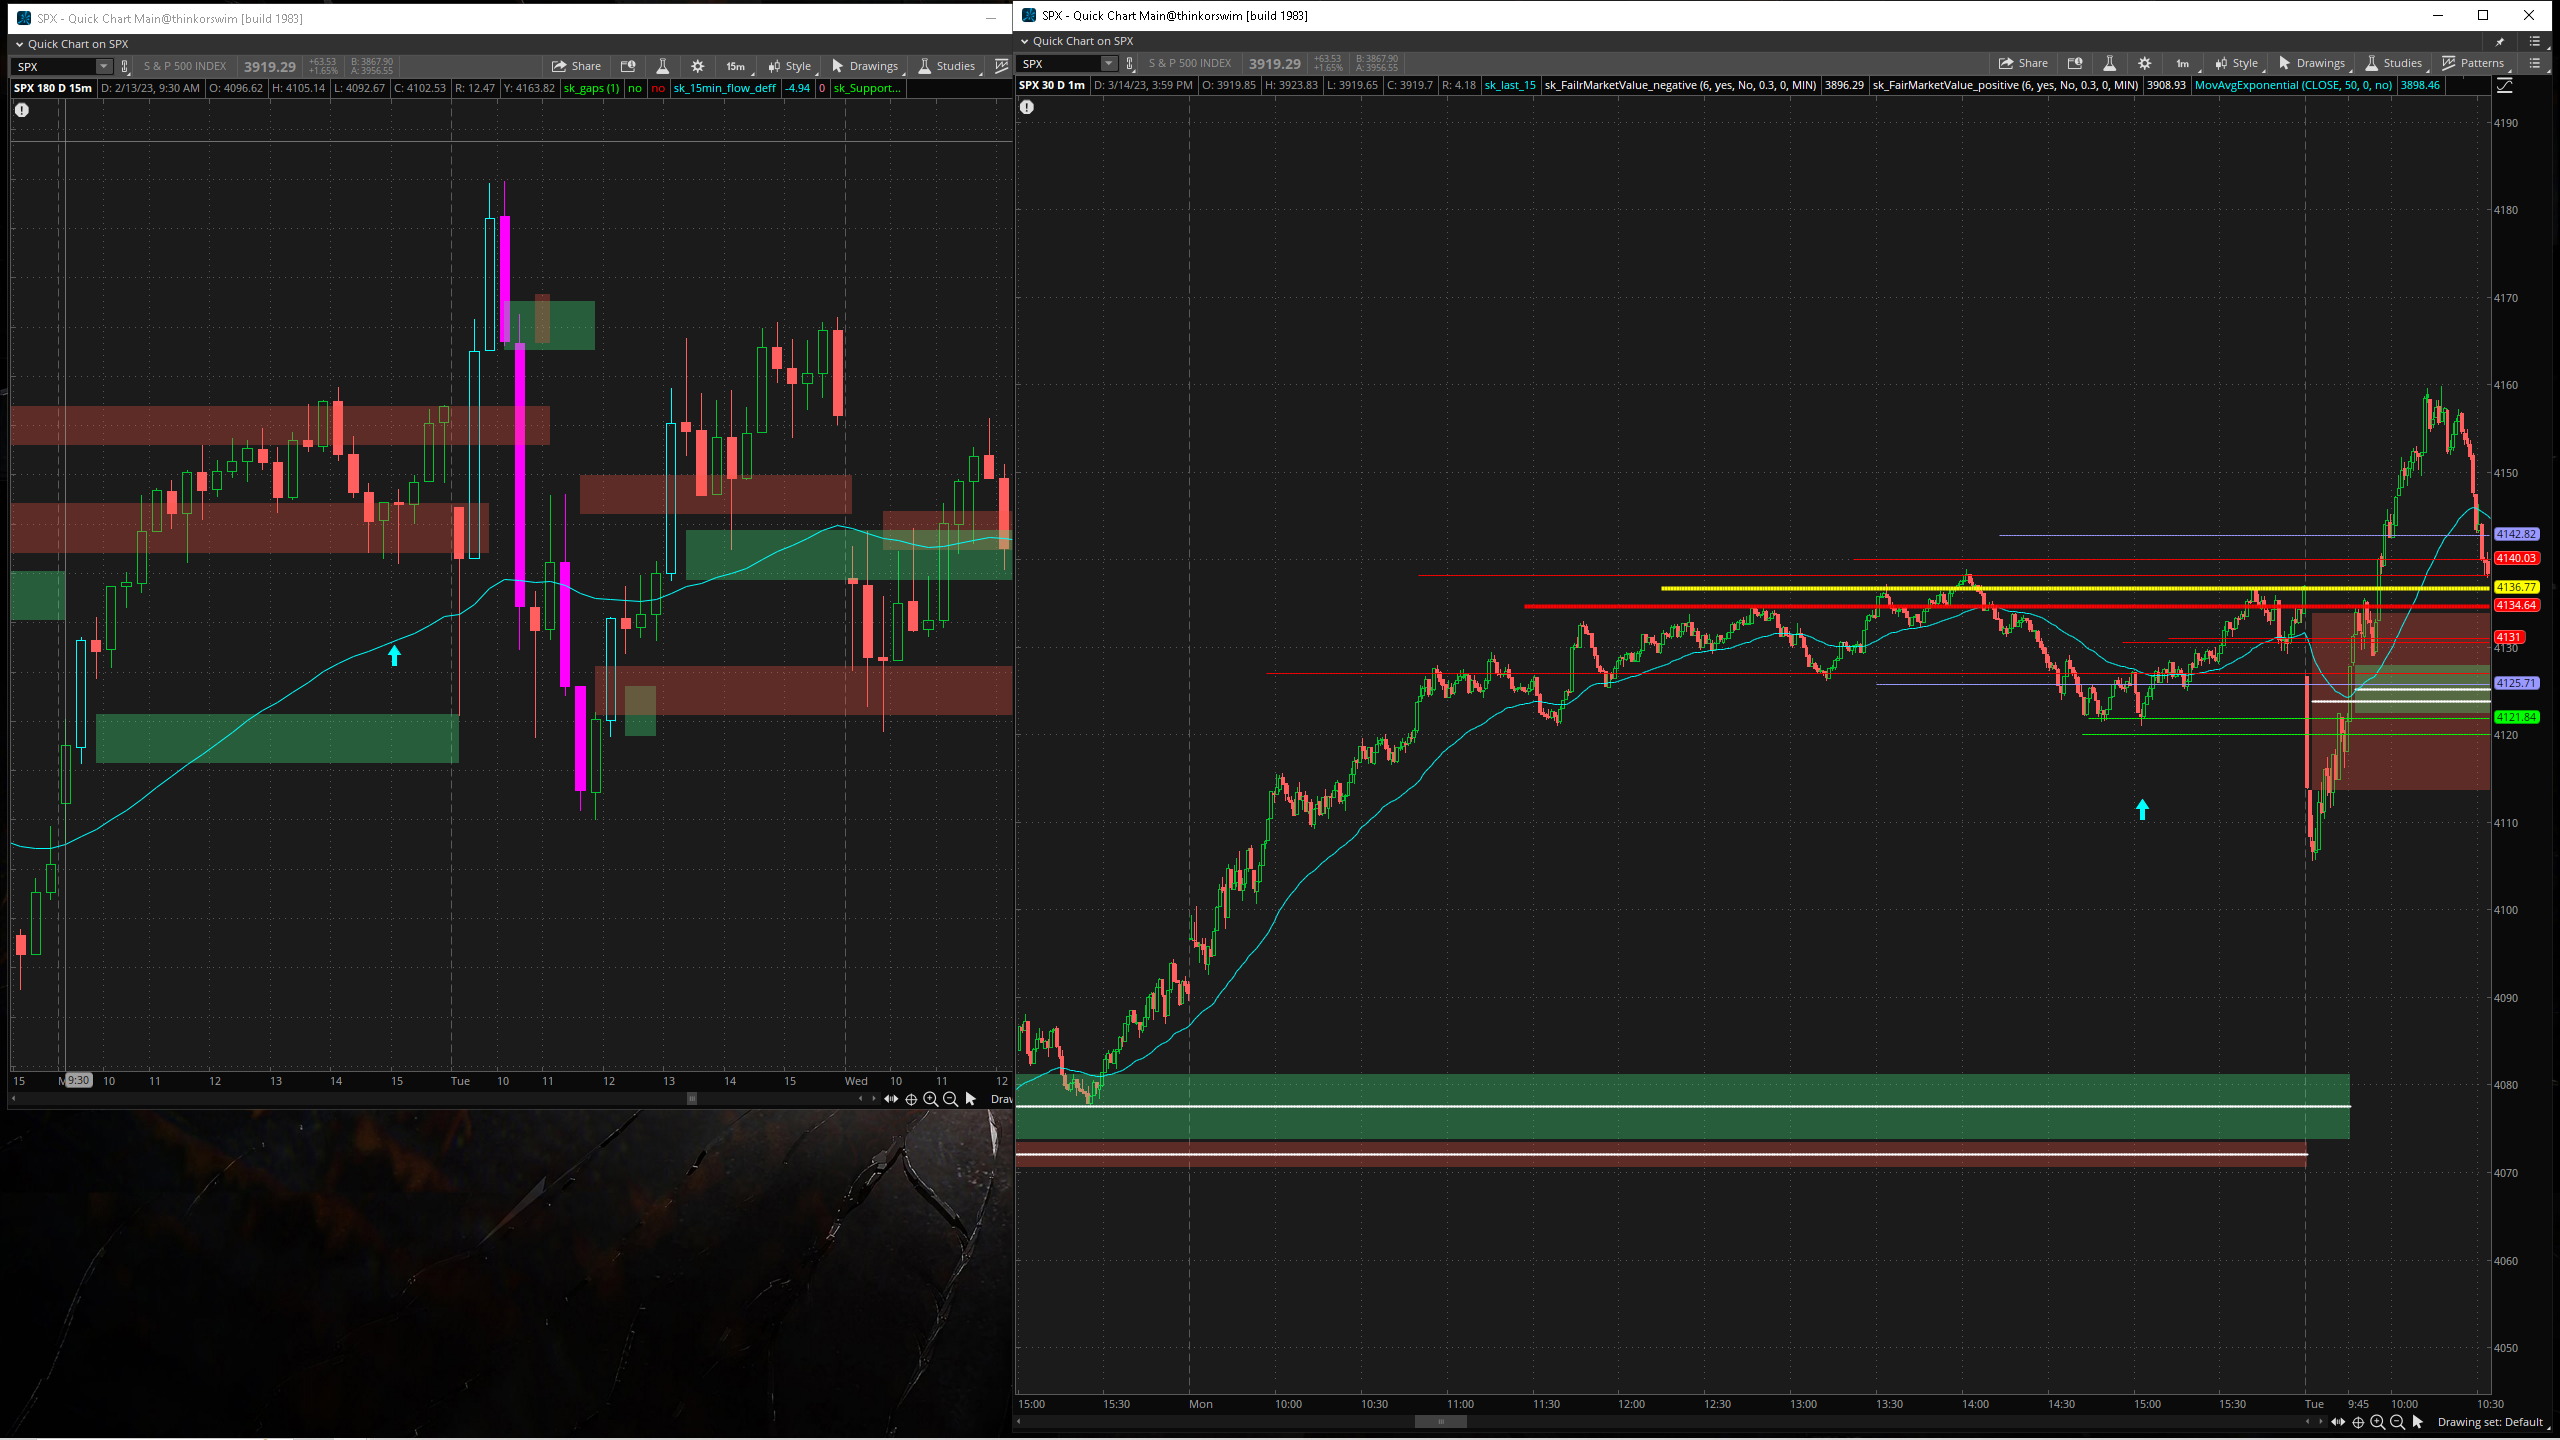 SPX - Quick Chart Main@thinkorswim [build 1983]
Quick Chart on SPX
SPX S & P 500 INDEX 3919.29 +63.53 +1.65% B: 3867.90 A: 3956.55 Share 15m Style Drawings Studies
SPX 180 D 15m D: 2/13/23, 9:30 AM O: 4096.62 H: 4105.14 L: 4092.67 C: 4102.53 R: 12.47 Y: 4163.82 sk_gaps (1) no no sk_15min_flow_deff -4.94 0 sk_Support...
15 M 9:30 10 11 12 13 14 15 Tue 10 11 12 13 14 15 Wed 10 11 12
Draw
SPX - Quick Chart Main@thinkorswim [build 1983]
Quick Chart on SPX
SPX S & P 500 INDEX 3919.29 +63.53 +1.65% B: 3867.90 A: 3956.55 Share 1m Style Drawings Studies Patterns
SPX 30 D 1m D: 3/14/23, 3:59 PM O: 3919.85 H: 3923.83 L: 3919.65 C: 3919.7 R: 4.18 sk_last_15 sk_FailrMarketValue_negative (6, yes, No, 0.3, 0, MIN) 3896.29 sk_FairMarketValue_positive (6, yes, No, 0.3, 0, MIN) 3908.93 MovAvgExponential (CLOSE, 50, 0, no) 3898.46
4190
4180
4170
4160
4150
4142.82
4140.03
4136.77
4134.64
4131
4130
4125.71
4121.84
4120
4110
4100
4090
4080
4070
4060
4050
15:00 15:30 Mon 10:00 10:30 11:00 11:30 12:00 12:30 13:00 13:30 14:00 14:30 15:00 15:30 Tue 9:45 10:00 10:30
Drawing set: Default